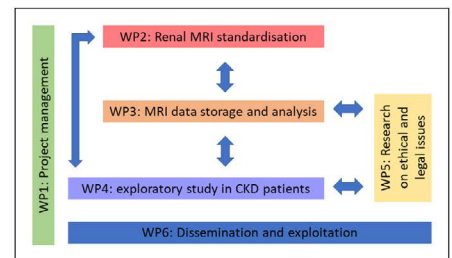 WP1: Project management
WP2: Renal MRI standardisation
WP3: MRI data storage and analysis
WP4: exploratory study in CKD patients
WP5: Research
on ethical and
legal issues
WP6: Dissemination and exploitation